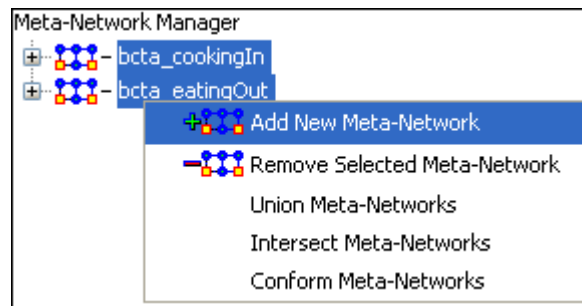 Meta-Network Manager
bcta_cookingIn
bcta_eatingOut
Add New Meta-Network
Remove Selected Meta-Network
Union Meta-Networks
Intersect Meta-Networks
Conform Meta-Networks